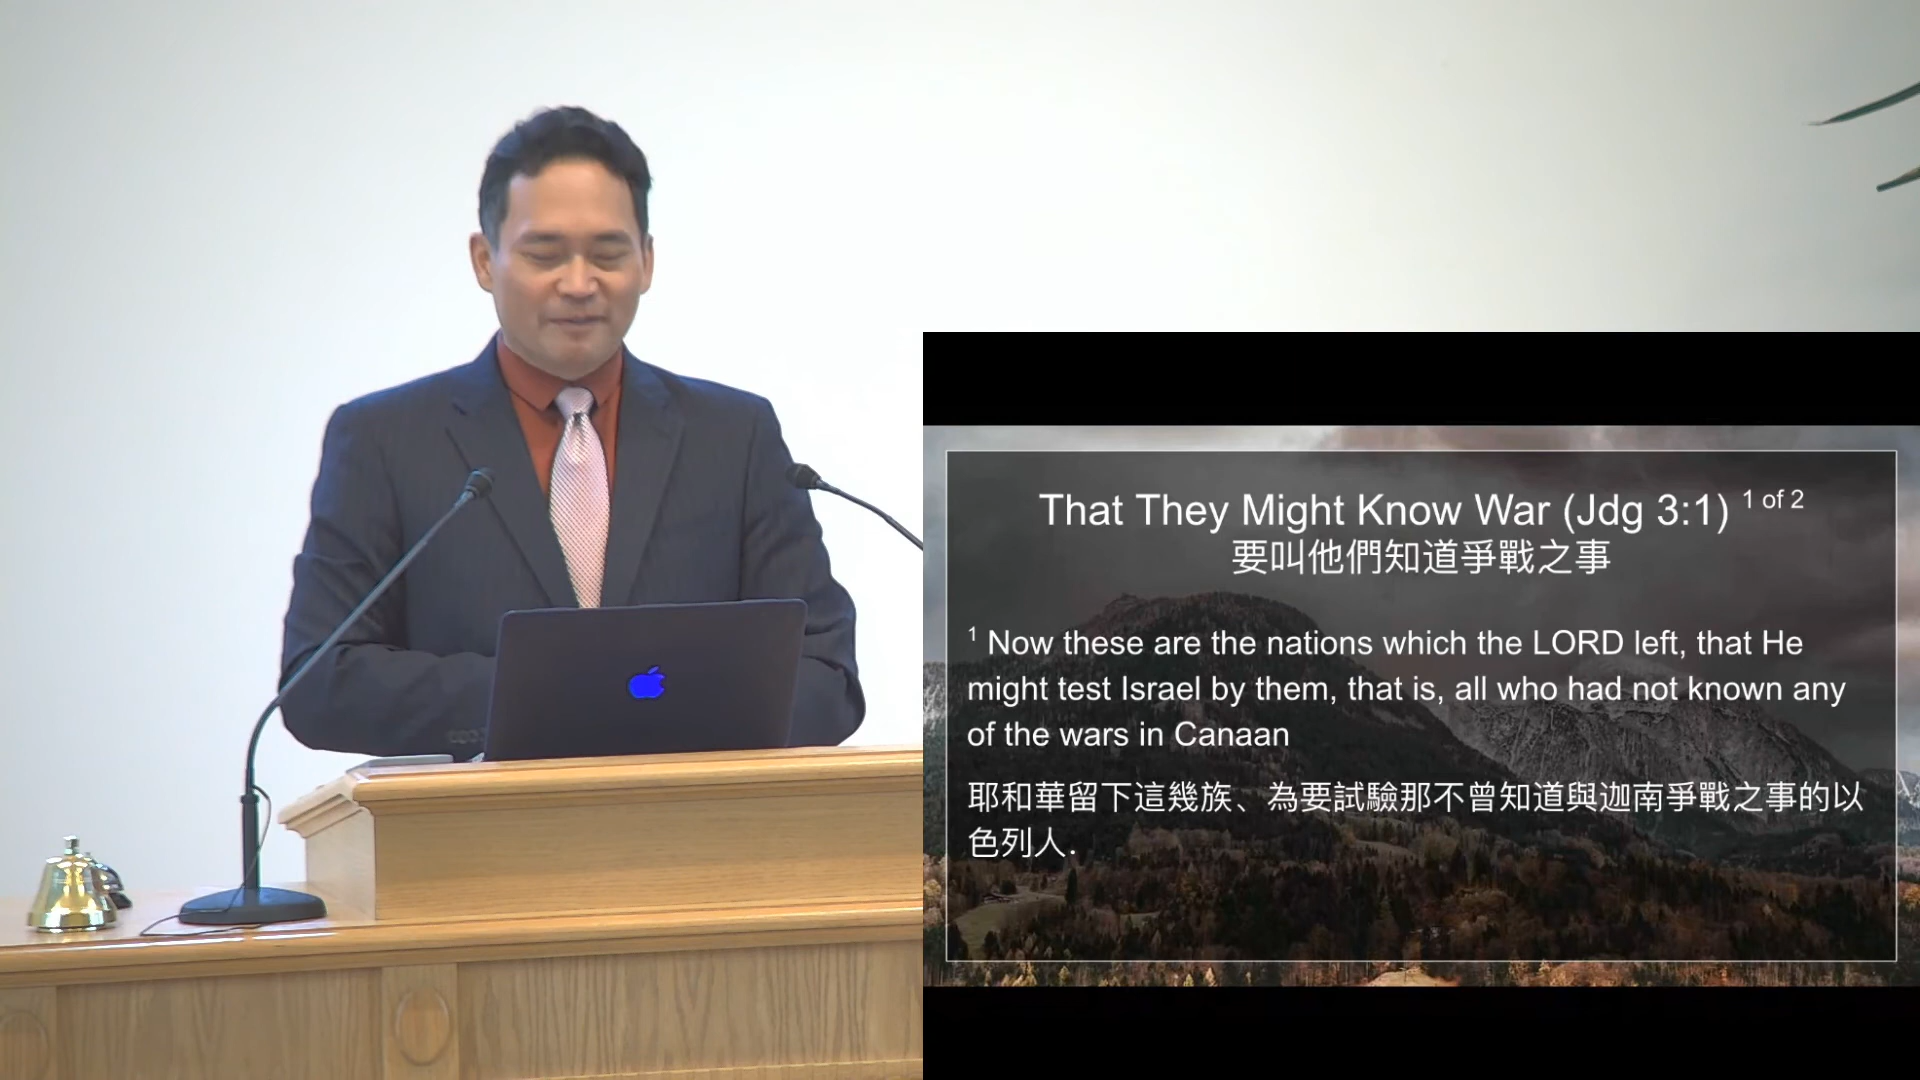 That They Might Know War (Jdg 3:1) 1 of 2
要叫他們知道爭戰之事
1 Now these are the nations which the LORD left, that He
might test Israel by them, that is, all who had not known any
of the wars in Canaan
耶和華留下這幾族、為要試驗那不曾知道與迦南爭戰之事的以
色列人.